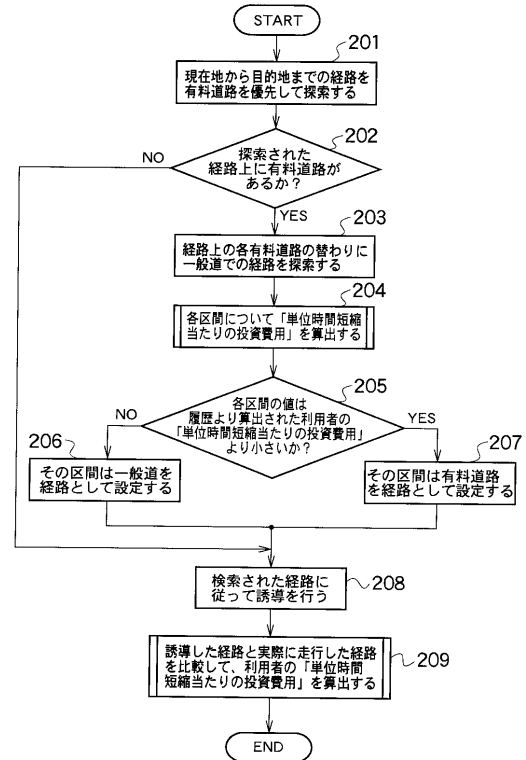 START
201
現在地から目的地までの経路を
有料道路を優先して探索する
202
NO
探索された
経路上に有料道路が
あるか？
YES
203
経路上の各有料道路の替わりに
一般道での経路を探索する
204
各区間について「単位時間短縮
当たりの投資費用」を算出する
205
各区間の値は
履歴より算出された利用者の
「単位時間短縮当たりの投資費用」
より小さいか？
NO
YES
206
その区間は一般道を
経路として設定する
207
その区間は有料道路
を経路として設定する
208
検索された経路に
従って誘導を行う
209
誘導した経路と実際に走行した経路
を比較して、利用者の「単位時間
短縮当たりの投資費用」を算出する
END